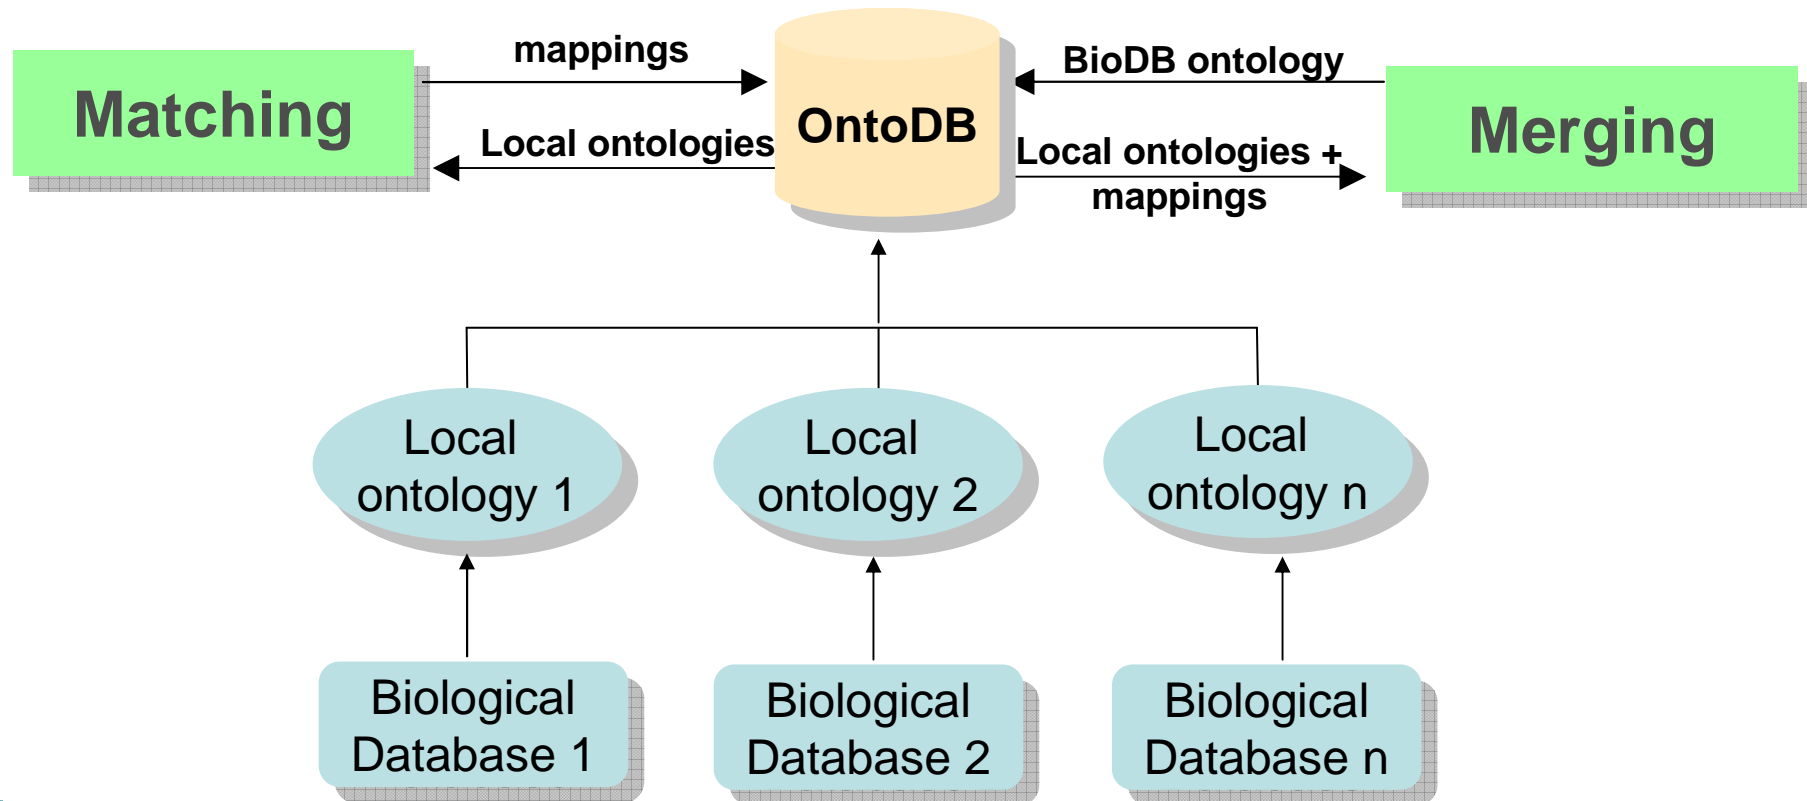 mappings
BioDB ontology
Matching
OntoDB
Merging
Local ontologies
Local ontologies +
mappings
Local
ontology 1
Local
ontology 2
Local
ontology n
Biological
Database 1
Biological
Database 2
Biological
Database n